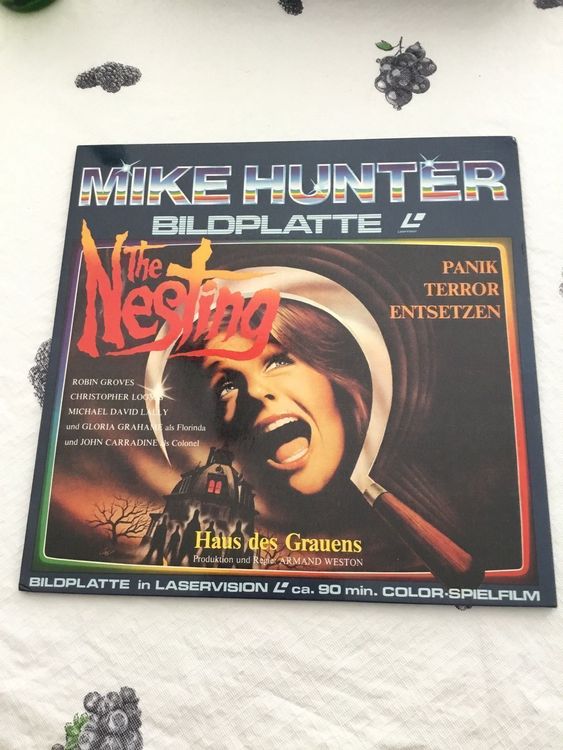 MIKE HUNTER
BILDPLATTE
LASERVISION
The
Nesting
PANIK
TERROR
ENTSETZEN
ROBIN GROVES
CHRISTOPHER LOOMIS
MICHAEL DAVID LALLY
und GLORIA GRAHAME als Florinda
und JOHN CARRADINE als Colonel
Haus des Grauens
Produktion und Regie: ARMAND WESTON
BILDPLATTE in LASERVISION ca. 90 min. COLOR-SPIELFILM